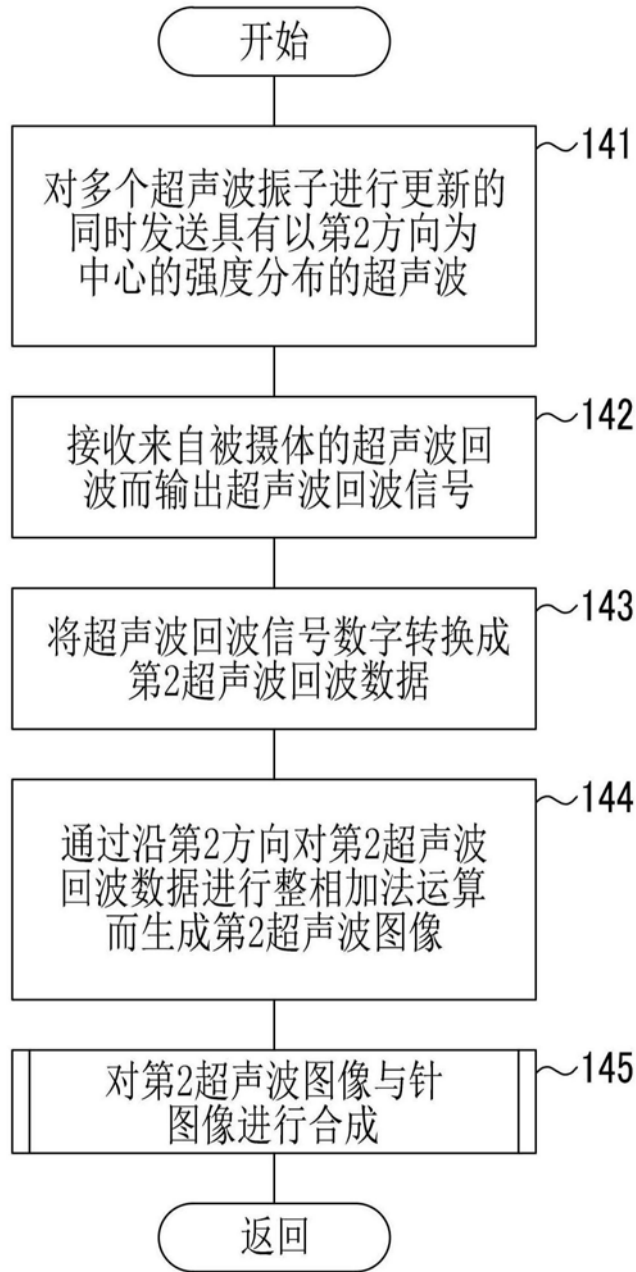 开始
141
对多个超声波振子进行更新的
同时发送具有以第2方向为
中心的强度分布的超声波
142
接收来自被摄体的超声波回
波而输出超声波回波信号
143
将超声波回波信号数字转换成
第2超声波回波数据
144
通过沿第2方向对第2超声波
回波数据进行整相加法运算
而生成第2超声波图像
145
对第2超声波图像与针
图像进行合成
返回